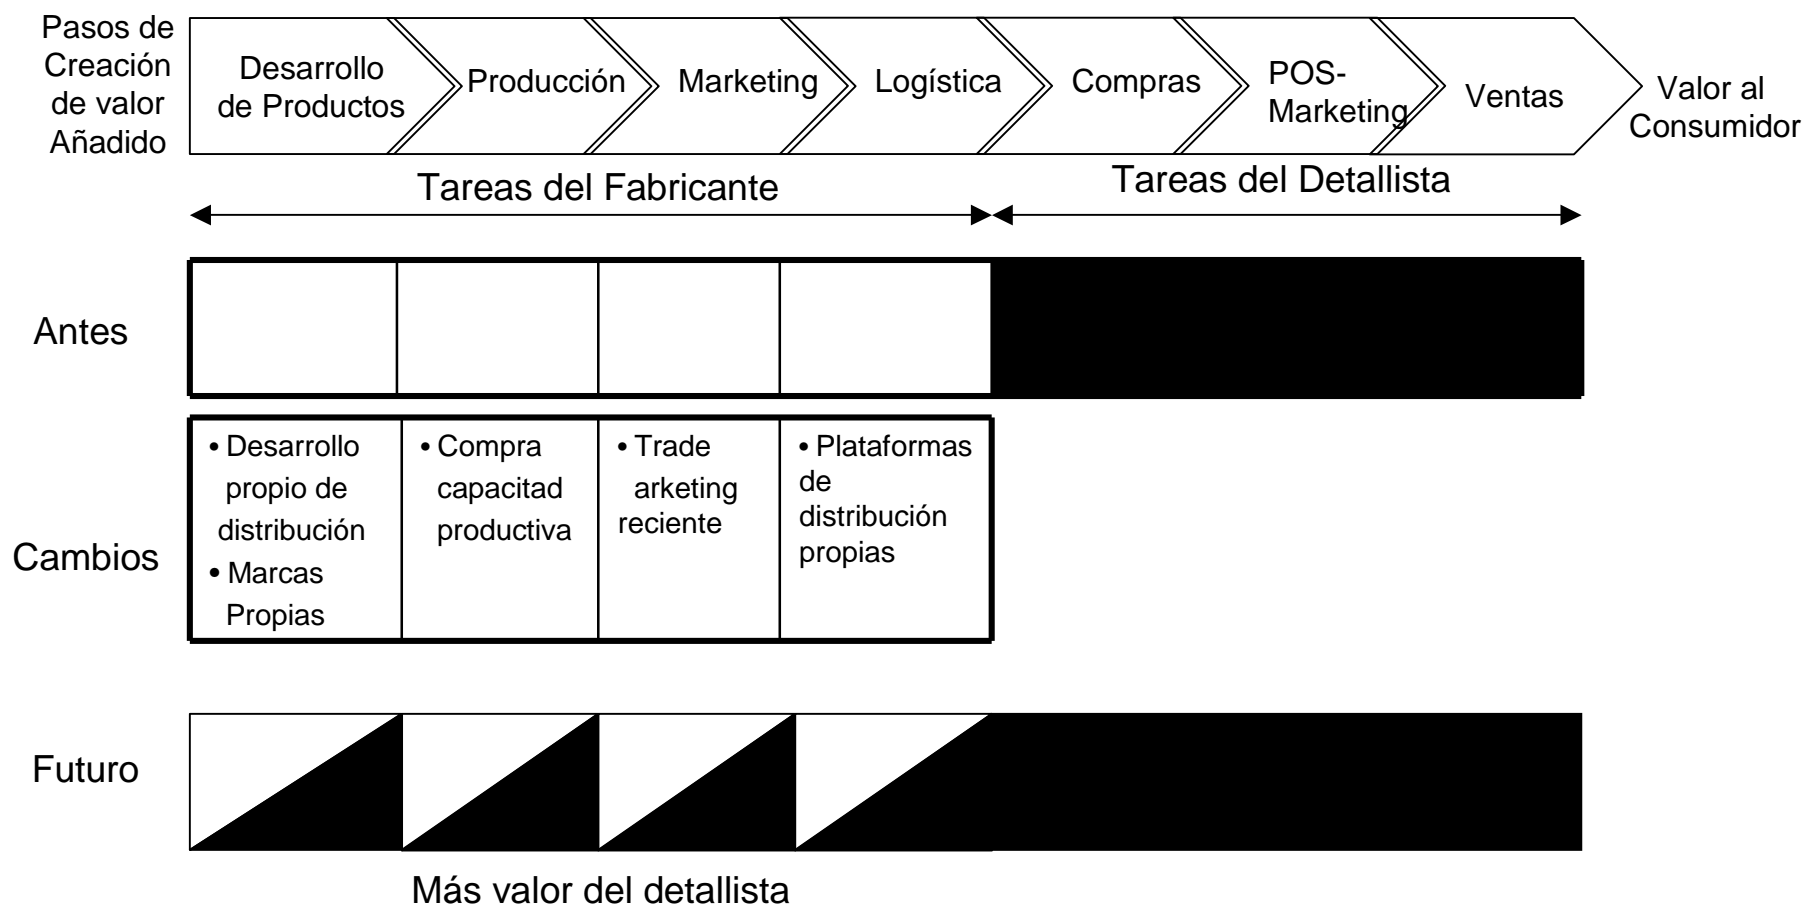 Pasos de
Creación
de valor
Añadido
Desarrollo
de Productos
Producción
Marketing
Logística
Compras
POS-
Marketing
Ventas
Valor al
Consumidor
Tareas del Fabricante
Tareas del Detallista
Antes
Cambios
• Desarrollo
propio de
distribución
• Marcas
Propias
• Compra
capacitad
productiva
• Trade
arketing
reciente
• Plataformas
de
distribución
propias
Futuro
Más valor del detallista